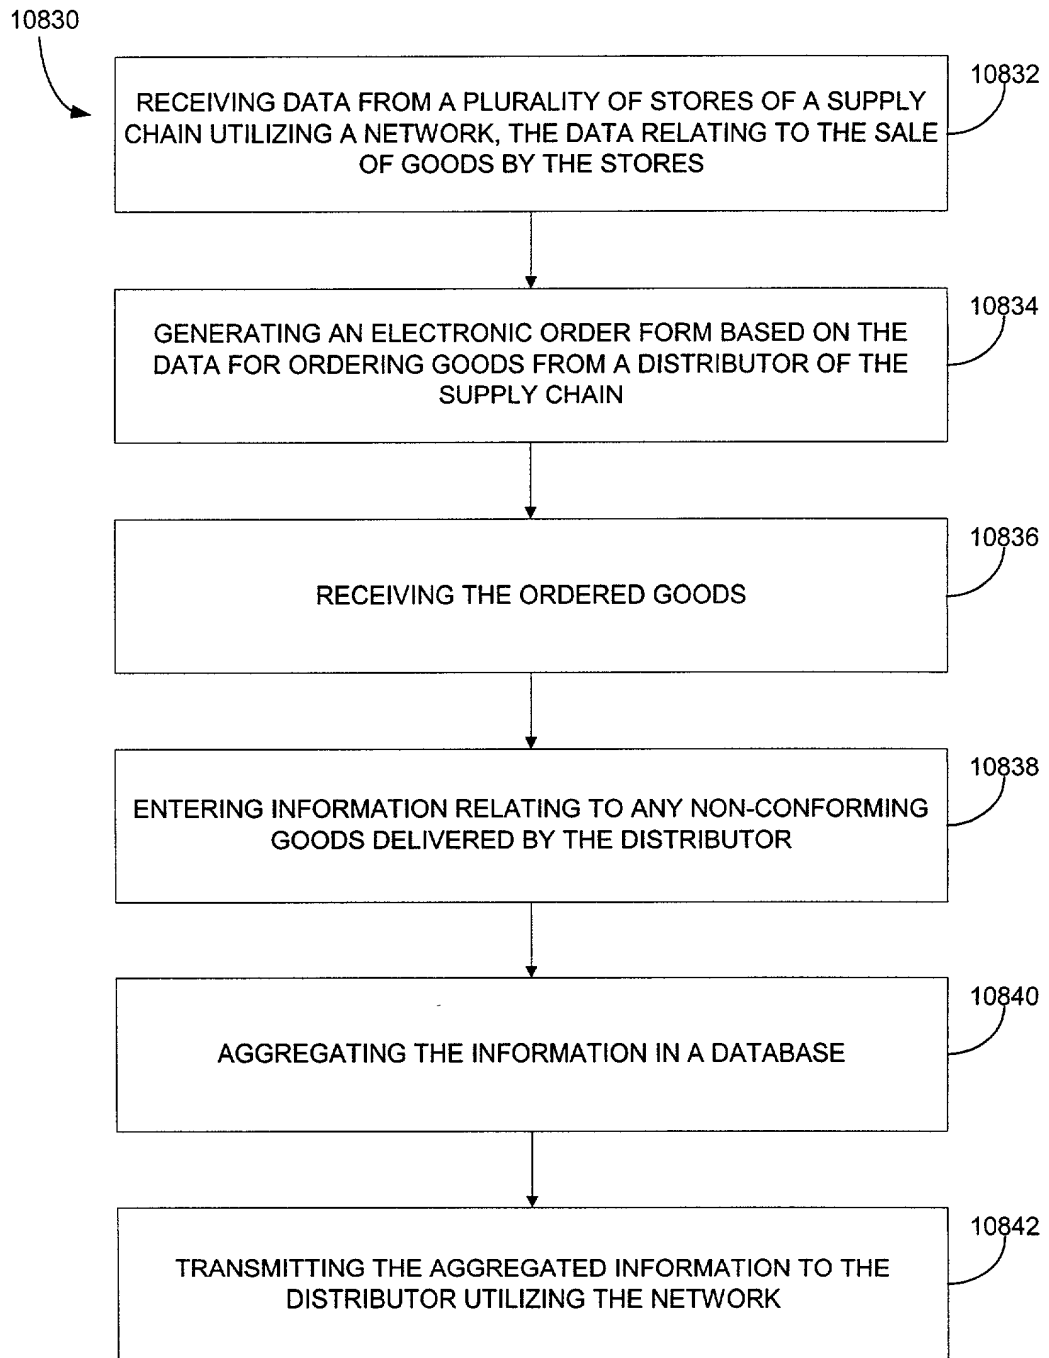 10830
10832
RECEIVING DATA FROM A PLURALITY OF STORES OF A SUPPLY
CHAIN UTILIZING A NETWORK, THE DATA RELATING TO THE SALE
OF GOODS BY THE STORES
10834
GENERATING AN ELECTRONIC ORDER FORM BASED ON THE
DATA FOR ORDERING GOODS FROM A DISTRIBUTOR OF THE
SUPPLY CHAIN
10836
RECEIVING THE ORDERED GOODS
10838
ENTERING INFORMATION RELATING TO ANY NON-CONFORMING
GOODS DELIVERED BY THE DISTRIBUTOR
10840
AGGREGATING THE INFORMATION IN A DATABASE
10842
TRANSMITTING THE AGGREGATED INFORMATION TO THE
DISTRIBUTOR UTILIZING THE NETWORK